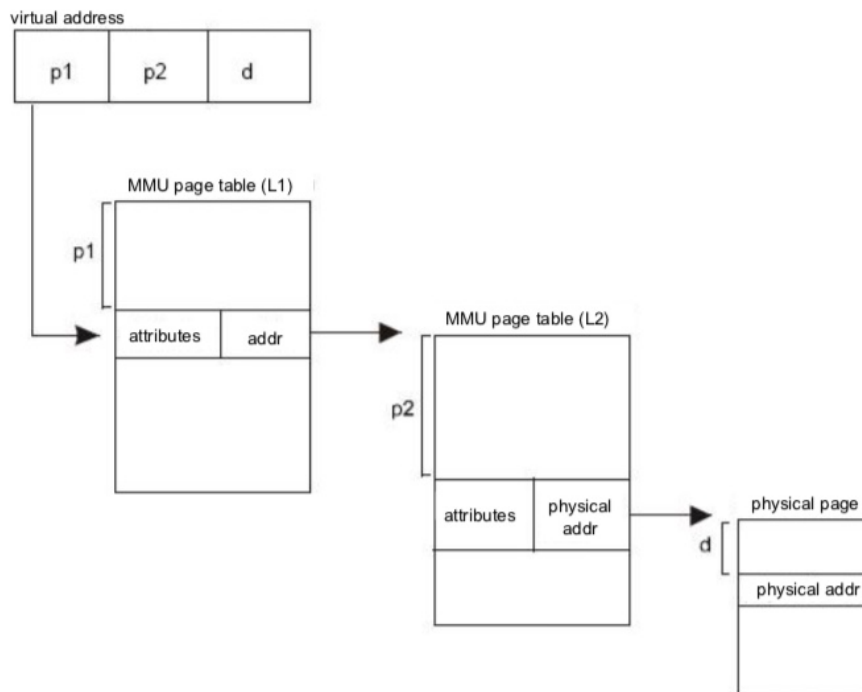 virtual address
p1 p2 d
MMU page table (L1)
p1
attributes addr
MMU page table (L2)
p2
attributes physical
addr
physical page
d
physical addr